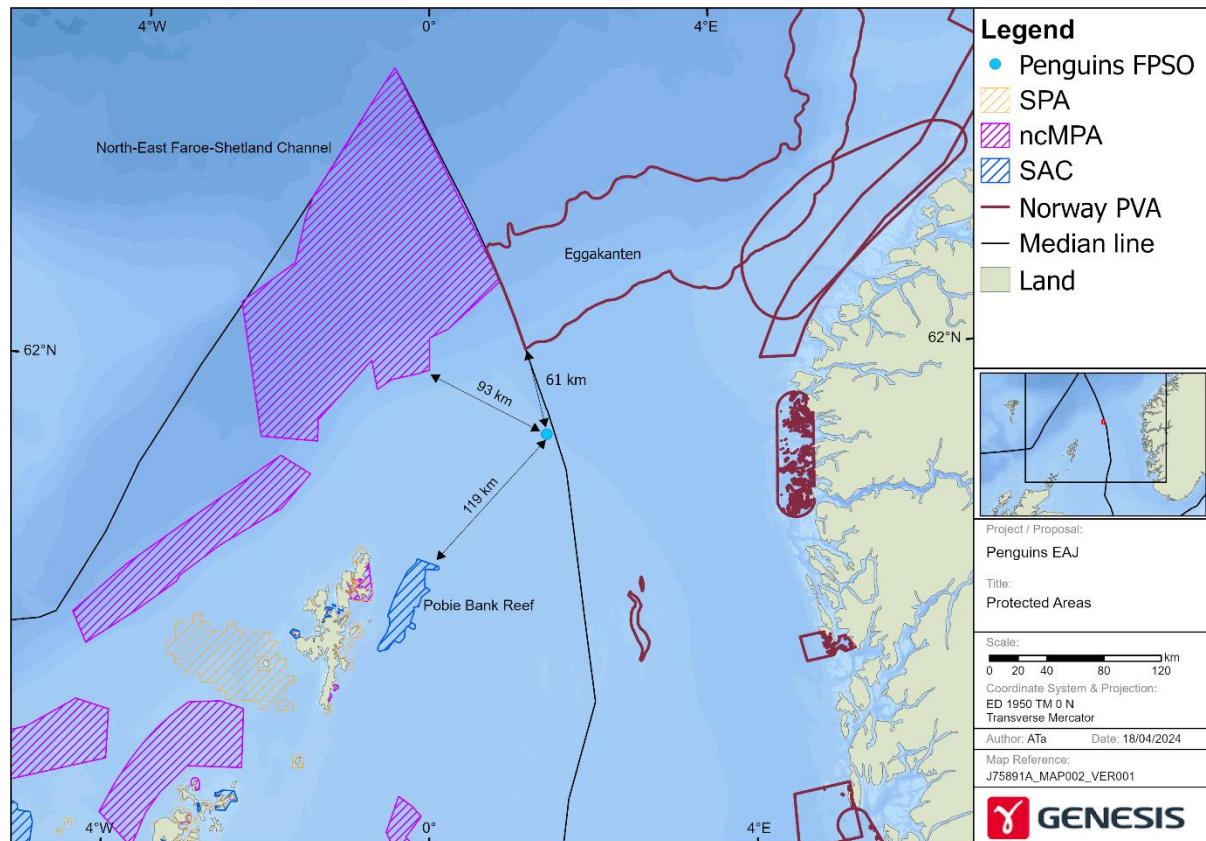 4°W
0°
4°E
North-East Faroe-Shetland Channel
Eggakanten
62°N
62°N
61 km
93 km
119 km
Pobie Bank Reef
4°W
0°
4°E
Legend
Penguins FPSO
SPA
ncMPA
SAC
Norway PVA
Median line
Land
Project / Proposal:
Penguins EAJ
Title:
Protected Areas
Scale:
km
0 20 40 80 120
Coordinate System & Projection:
ED 1950 TM 0 N
Transverse Mercator
Author: ATa Date: 18/04/2024
Map Reference:
J75891A_MAP002_VER001
GENESIS